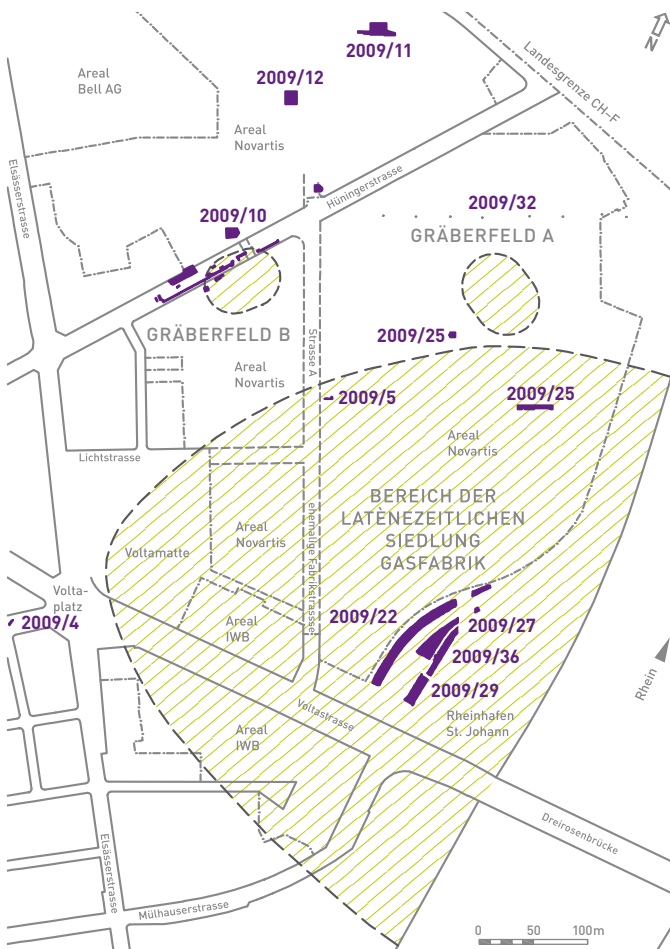 N
2009/11
Landesgrenze CH–F
Areal
Bell AG
2009/12
Areal
Novartis
Elsässerstrasse
Hüningerstrasse
2009/32
2009/10
GRÄBERFELD A
GRÄBERFELD B
2009/25
Strasse A
Areal
Novartis
2009/5
2009/25
Areal
Novartis
Lichtstrasse
BEREICH DER
LATÈNEZEITLICHEN
SIEDLUNG
GASFABRIK
Areal
Novartis
ehemalige Fabrikstrassse
Voltamatte
Volta-
platz
2009/4
Areal
IWB
2009/22
2009/27
2009/36
2009/29
Rhein
Rheinhafen
St. Johann
Voltastrasse
Areal
IWB
Dreirosenbrücke
Elsässerstrasse
Mülhauserstrasse
0 50 100m